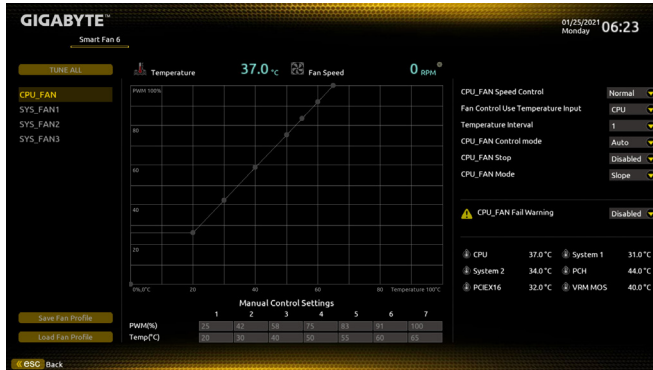 GIGABYTE™
Smart Fan 6
01/25/2021 Monday 06:23
TUNE ALL
Temperature 37.0 °C Fan Speed 0 RPM
CPU_FAN
SYS_FAN1
SYS_FAN2
SYS_FAN3
PWM 100%
80
60
40
20
0%,0°C 20 40 60 80 Temperature 100°C
CPU_FAN Speed Control Normal
Fan Control Use Temperature Input CPU
Temperature Interval 1
CPU_FAN Control mode Auto
CPU_FAN Stop Disabled
CPU_FAN Mode Slope
CPU_FAN Fail Warning Disabled
CPU 37.0°C System 1 31.0°C
System 2 34.0°C PCH 44.0°C
PCIEX16 32.0°C VRM MOS 40.0°C
Manual Control Settings
1 2 3 4 5 6 7
PWM(%) 25 42 58 75 83 91 100
Temp(°C) 20 30 40 50 55 60 65
Save Fan Profile
Load Fan Profile
esc Back